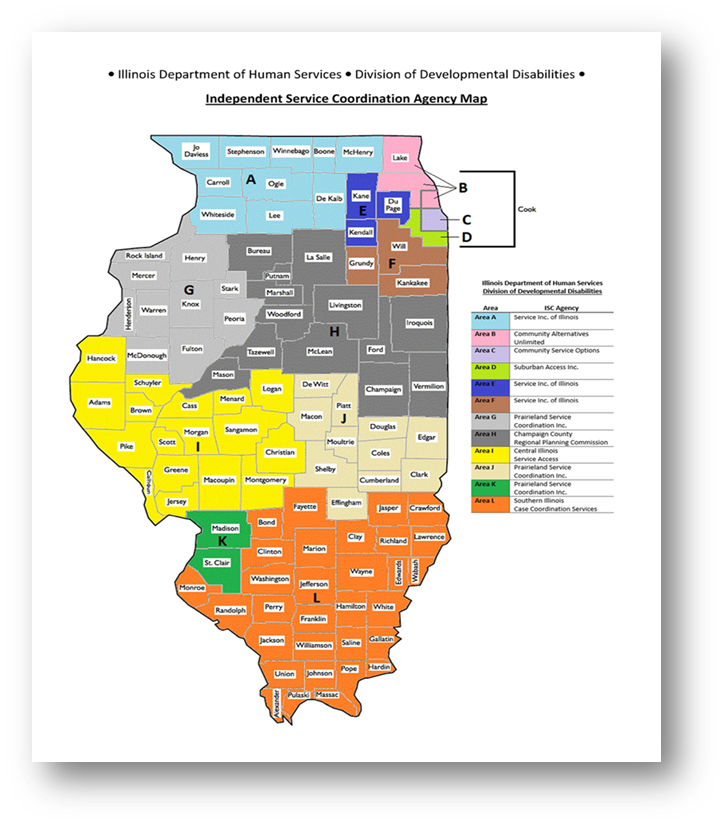 • Illinois Department of Human Services • Division of Developmental Disabilities •
Independent Service Coordination Agency Map
Jo
Daviess
Stephenson
Winnebago
Boone
McHenry
Lake
Carroll
A
Ogle
De Kalb
Kane
E
Du
Page
B
Cook
C
D
Whiteside
Lee
Kendall
Will
F
Grundy
Kankakee
Rock Island
Henry
Bureau
La Salle
Mercer
G
Putnam
Stark
Marshall
Henderson
Warren
Knox
Peoria
Woodford
Livingston
Iroquois
H
McDonough
Fulton
Tazewell
McLean
Ford
Mason
Champaign
Vermilion
Hancock
Schuyler
Adams
Brown
Cass
Menard
Logan
De Witt
Piatt
Macon
J
Douglas
Edgar
Pike
Scott
Morgan
I
Sangamon
Christian
Moultrie
Coles
Shelby
Cumberland
Clark
Calhoun
Greene
Macoupin
Montgomery
Jersey
Effingham
Fayette
Jasper
Crawford
Madison
K
Bond
Clay
Richland
Lawrence
St. Clair
Clinton
Marion
Wayne
Edwards
Wabash
Monroe
Washington
Jefferson
L
Randolph
Perry
Hamilton
White
Franklin
Jackson
Williamson
Saline
Gallatin
Union
Johnson
Pope
Hardin
Alexander
Pulaski
Massac
Illinois Department of Human Services
Division of Developmental Disabilities
Area ISC Agency
Area A Service Inc. of Illinois
Area B Community Alternatives
Unlimited
Area C Community Service Options
Area D Suburban Access Inc.
Area E Service Inc. of Illinois
Area F Service Inc. of Illinois
Area G Prairieland Service
Coordination Inc.
Area H Champaign County
Regional Planning Commission
Area I Central Illinois
Service Access
Area J Prairieland Service
Coordination Inc.
Area K Prairieland Service
Coordination Inc.
Area L Southern Illinois
Case Coordination Services